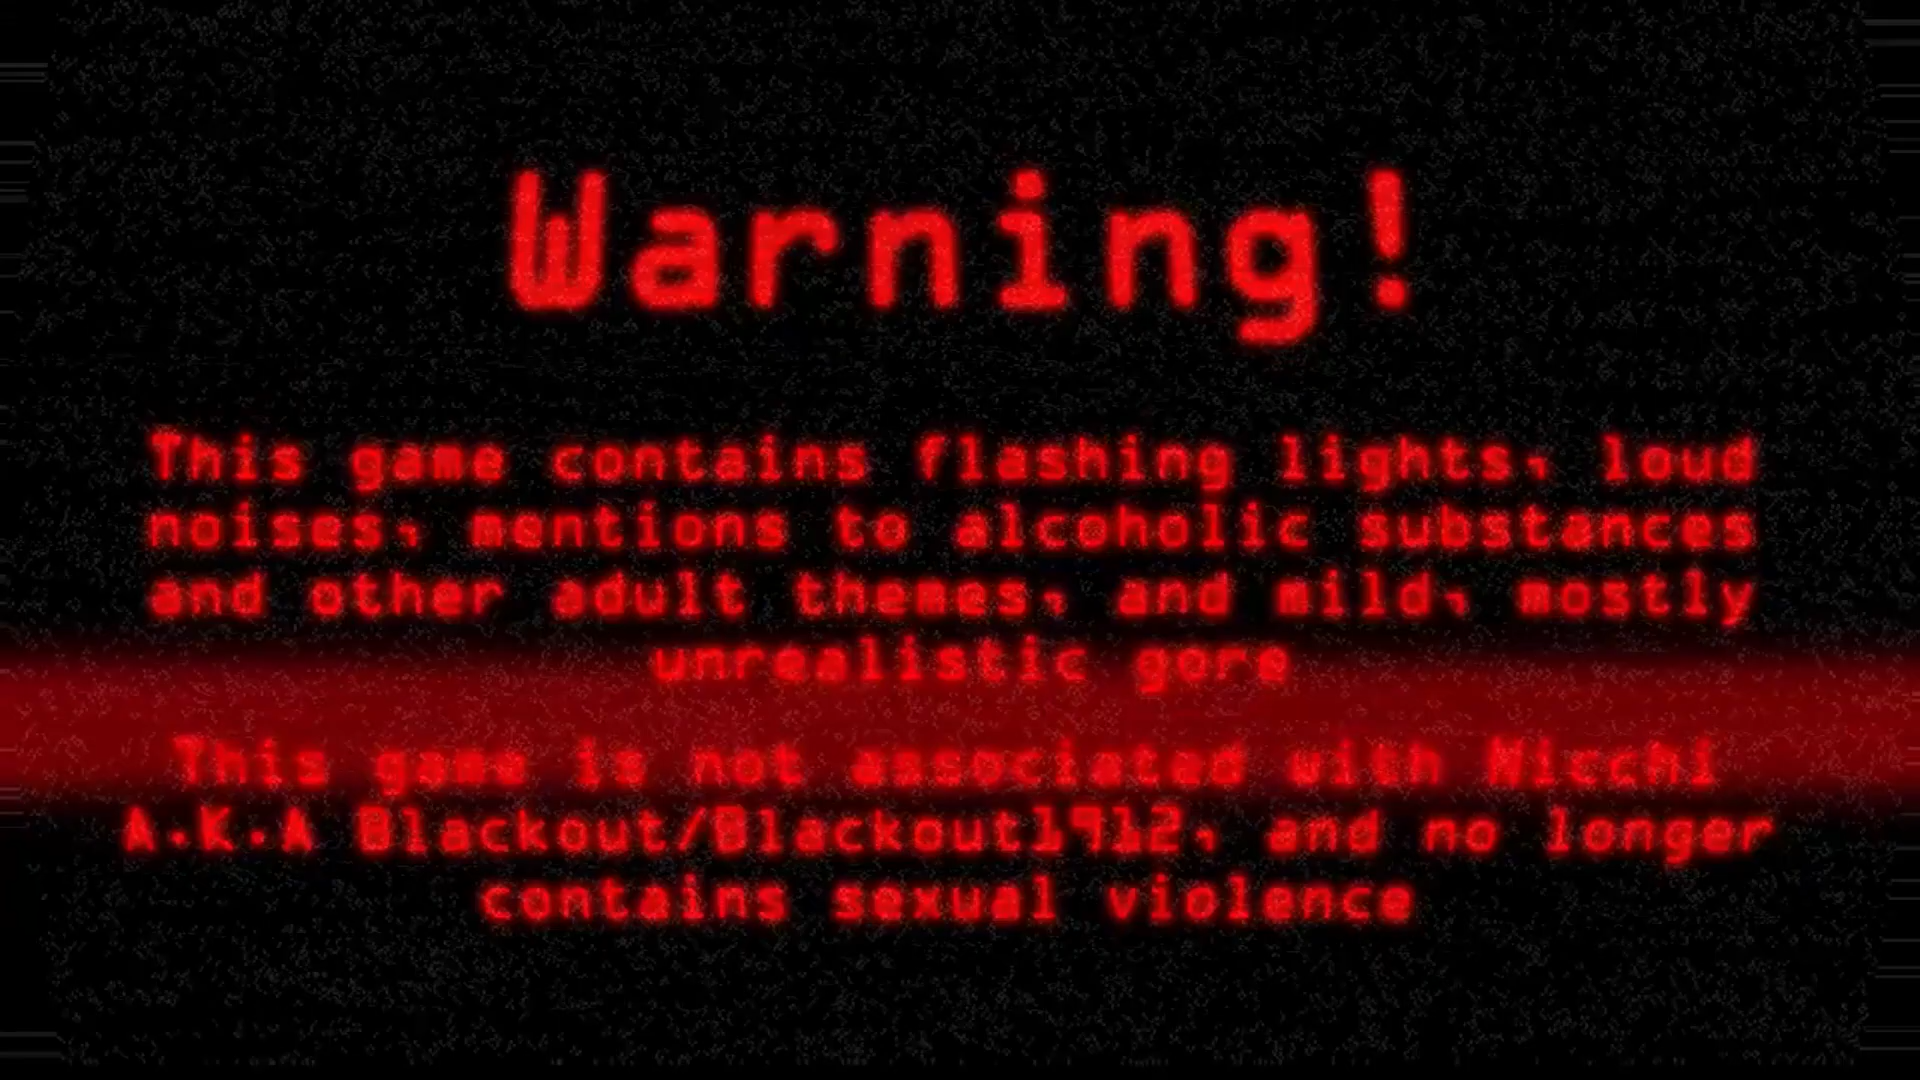 Warning!
This game contains flashing lights, loud
noises, mentions to alcoholic substances
and other adult themes, and mild, mostly
unrealistic gore
This game is not associated with Nicchi
A.K.A Blackout/Blackout1912, and no longer
contains sexual violence